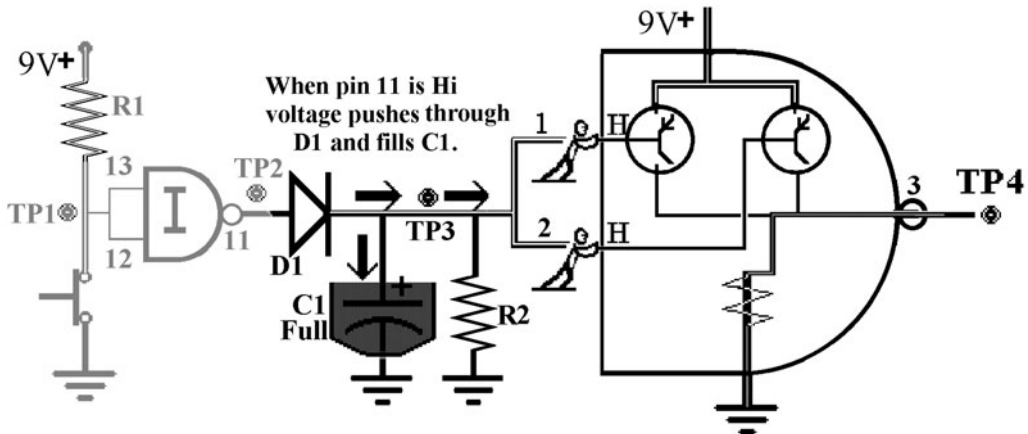 9V+
R1
13
TP1
12
I
TP2
11
When pin 11 is Hi
voltage pushes through
D1 and fills C1.
D1
TP3
C1
Full
+
R2
9V+
1
H
2
H
3
TP4